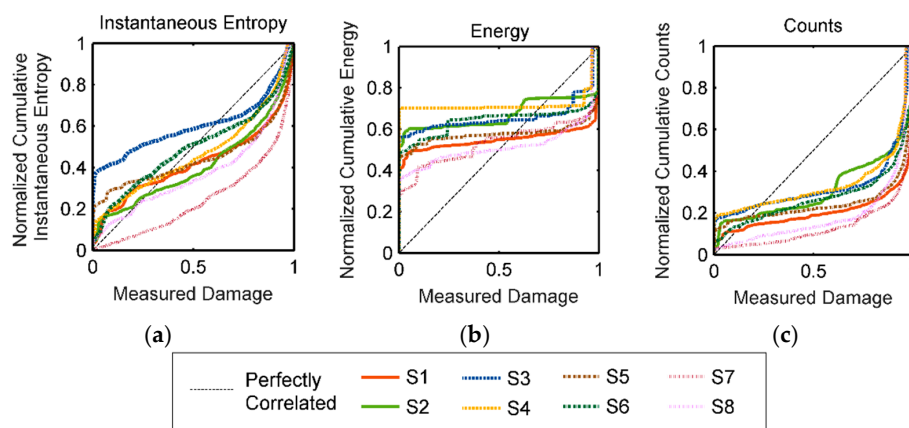 Instantaneous Entropy
Normalized Cumulative
Instantaneous Entropy
1
0.8
0.6
0.4
0.2
0
0
0.5
1
Measured Damage
(a)
Energy
Normalized Cumulative Energy
1
0.8
0.6
0.4
0.2
0
0
0.5
1
Measured Damage
(b)
Counts
Normalized Cumulative Counts
1
0.8
0.6
0.4
0.2
0
0
0.5
Measured Damage
(c)
Perfectly
Correlated
S1
S2
S3
S4
S5
S6
S7
S8